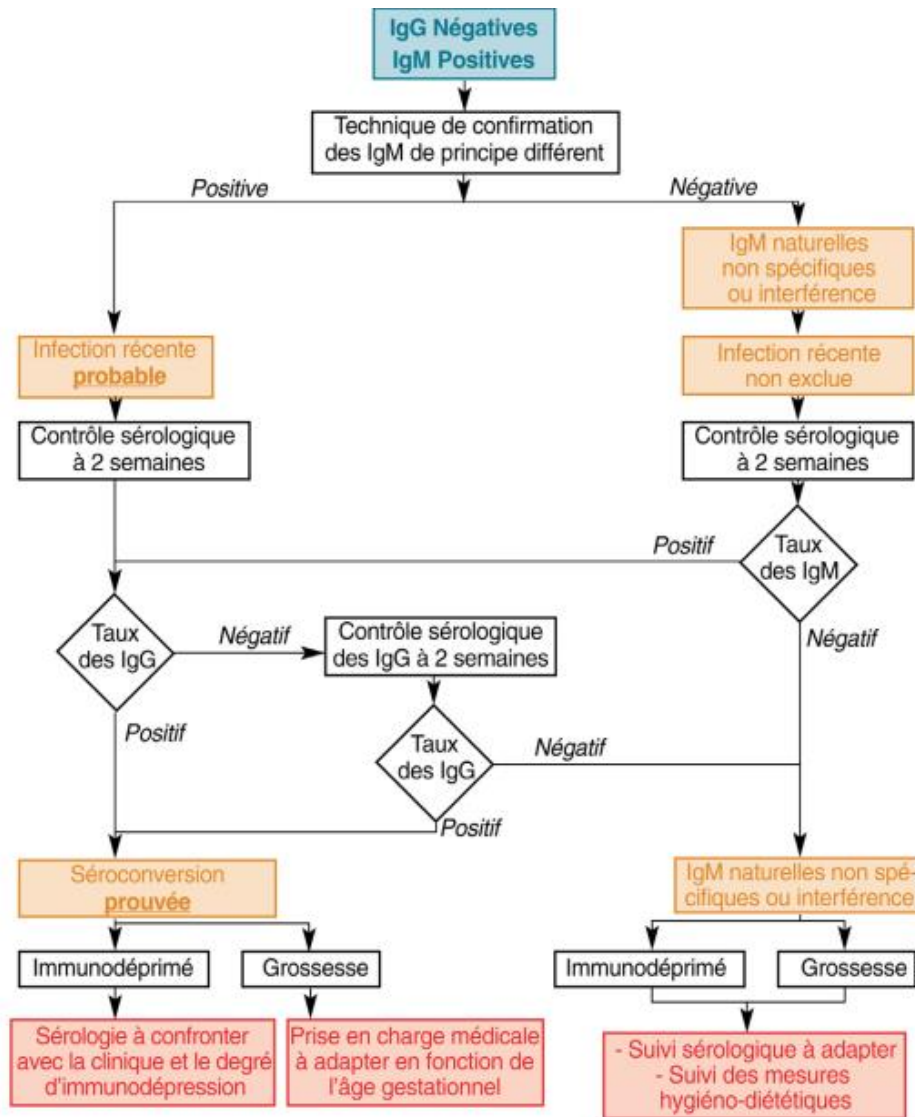 IgG Négatives
IgM Positives
Technique de confirmation
des IgM de principe différent
Positive
Négative
IgM naturelles
non spécifiques
ou interférence
Infection récente
probable
Infection récente
non exclue
Contrôle sérologique
à 2 semaines
Contrôle sérologique
à 2 semaines
Positif
Taux
des IgM
Taux
des IgG
Négatif
Contrôle sérologique
des IgG à 2 semaines
Négatif
Positif
Taux
des IgG
Négatif
Positif
Séroconversion
prouvée
IgM naturelles non spé-
cifiques ou interférence
Immunodéprimé
Grossesse
Immunodéprimé
Grossesse
Sérologie à confronter
avec la clinique et le degré
d'immunodépression
Prise en charge médicale
à adapter en fonction de
l'âge gestationnel
- Suivi sérologique à adapter
- Suivi des mesures
hygiéno-diététiques